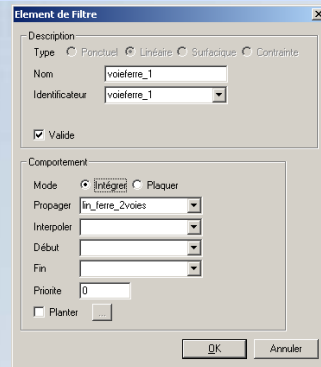 Element de Filtre
Description
Type Ponctuel Linéaire Surfacique Contrainte
Nom voieferre_1
Identificateur voieferre_1
Valide
Comportement
Mode Intégrer Plaquer
Propager lin_ferre_2voies
Interpoler
Début
Fin
Priorite 0
Planter ...
OK Annuler